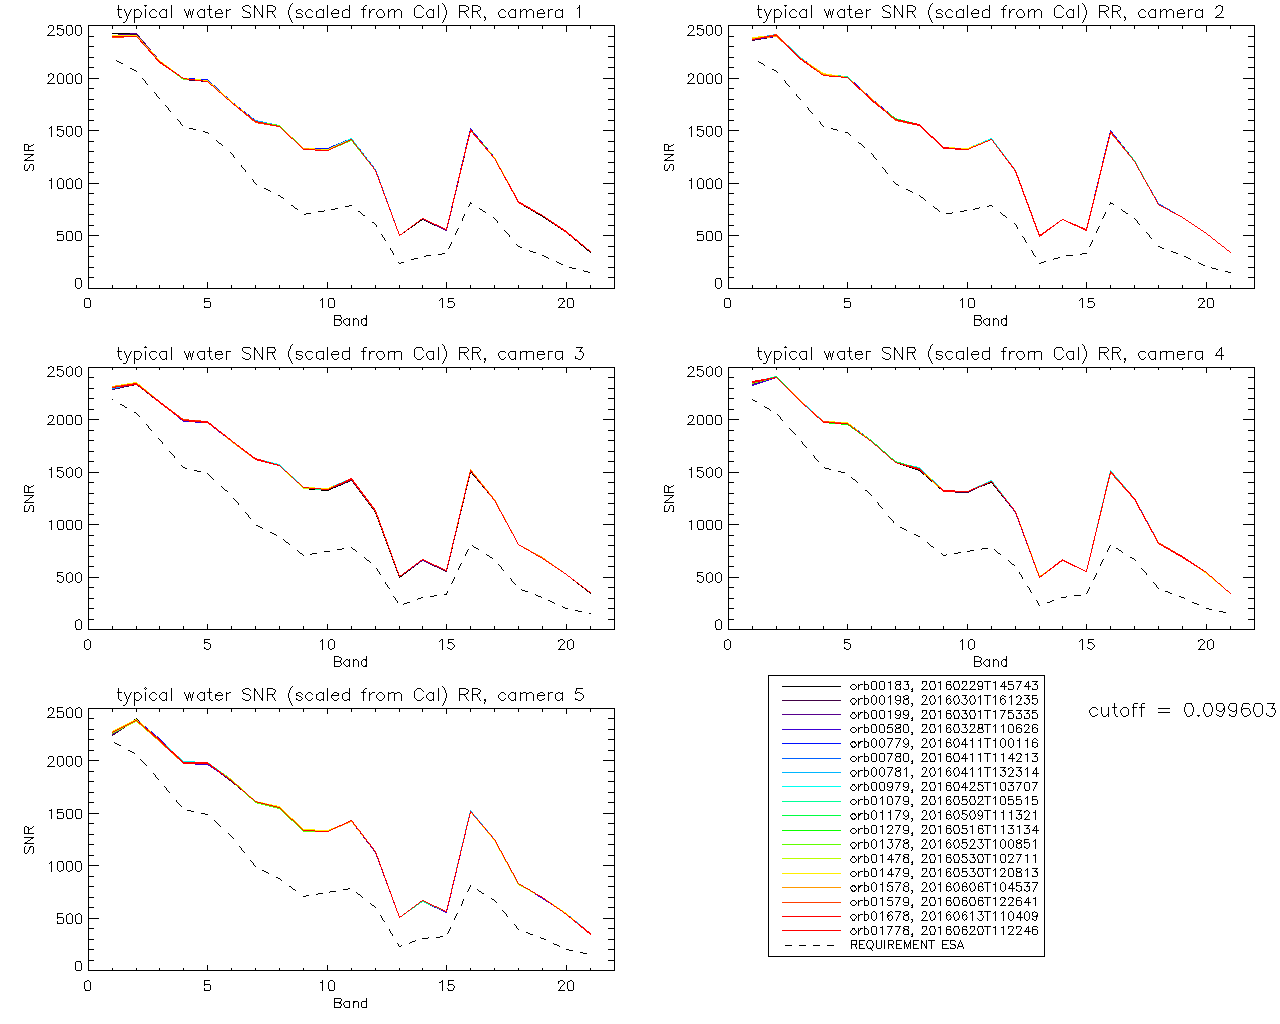 typical water SNR (scaled from Cal) RR, camera 1
2500
2000
1500
1000
500
0
SNR
0 5 10 15 20
Band
typical water SNR (scaled from Cal) RR, camera 2
2500
2000
1500
1000
500
0
SNR
0 5 10 15 20
Band
typical water SNR (scaled from Cal) RR, camera 3
2500
2000
1500
1000
500
0
SNR
0 5 10 15 20
Band
typical water SNR (scaled from Cal) RR, camera 4
2500
2000
1500
1000
500
0
SNR
0 5 10 15 20
Band
typical water SNR (scaled from Cal) RR, camera 5
2500
2000
1500
1000
500
0
SNR
0 5 10 15 20
Band
orb00183, 20160229T145743
orb00198, 20160301T161235
orb00199, 20160301T175335
orb00580, 20160328T110626
orb00779, 20160411T100116
orb00780, 20160411T114213
orb00781, 20160411T132314
orb00979, 20160425T103707
orb01079, 20160502T105515
orb01179, 20160509T111321
orb01279, 20160516T113134
orb01378, 20160523T100851
orb01478, 20160530T102711
orb01479, 20160530T120813
orb01578, 20160606T104537
orb01579, 20160606T122641
orb01678, 20160613T110409
orb01778, 20160620T112246
REQUIREMENT ESA
cutoff = 0.099603